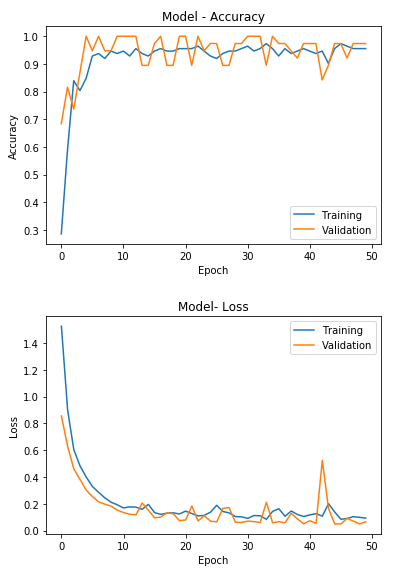 Model - Accuracy
1.0
0.9
0.8
0.7
0.6
0.5
0.4
0.3
Accuracy
Training
Validation
0 10 20 30 40 50
Epoch
Model- Loss
1.4
1.2
1.0
0.8
0.6
0.4
0.2
0.0
Loss
Training
Validation
0 10 20 30 40 50
Epoch